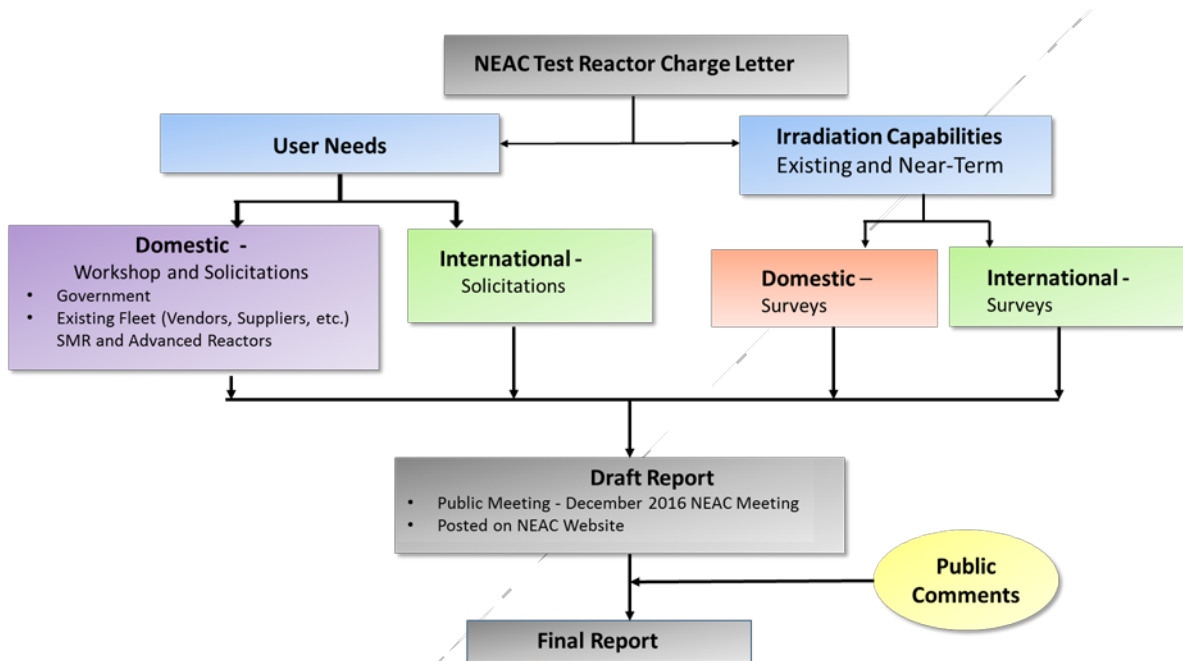 NEAC Test Reactor Charge Letter
User Needs
Irradiation Capabilities
Existing and Near-Term
Domestic -
Workshop and Solicitations
• Government
• Existing Fleet (Vendors, Suppliers, etc.)
SMR and Advanced Reactors
International -
Solicitations
Domestic –
Surveys
International -
Surveys
Draft Report
• Public Meeting - December 2016 NEAC Meeting
• Posted on NEAC Website
Public
Comments
Final Report